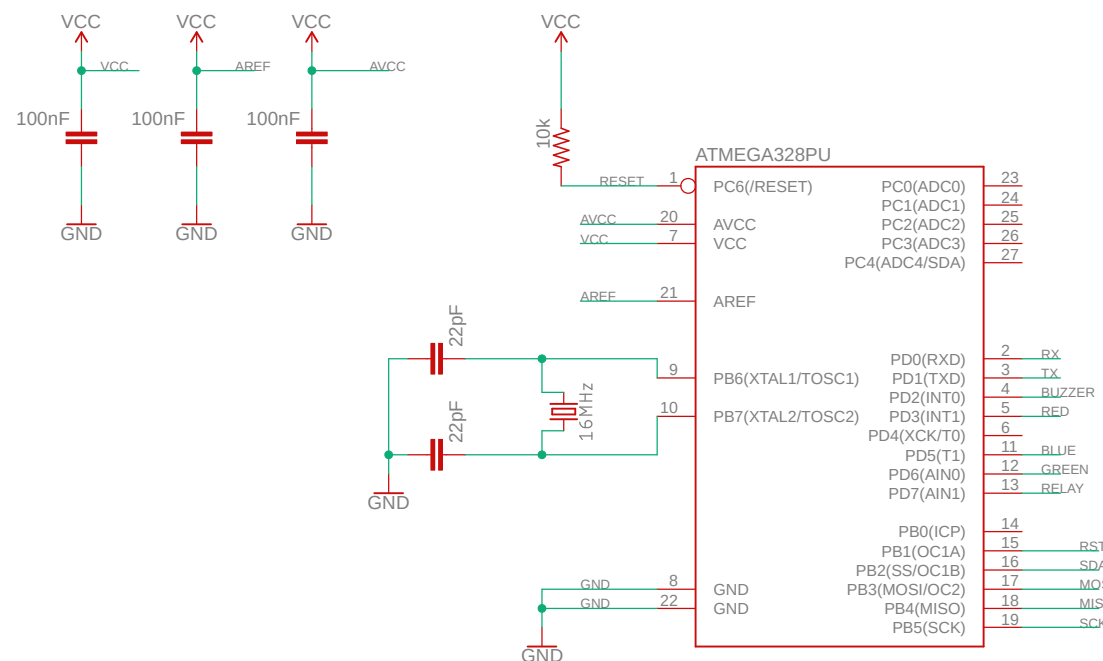 VCC VCC VCC VCC
VCC AREF AVCC
100nF 100nF 100nF
GND GND GND
10k
ATMEGA328PU
RESET 1 PC6(/RESET) PC0(ADC0) 23
PC1(ADC1) 24
AVCC 20 AVCC PC2(ADC2) 25
VCC 7 VCC PC3(ADC3) 26
PC4(ADC4/SDA) 27
AREF 21 AREF
22pF
PD0(RXD) 2 RX
9 PB6(XTAL1/TOSC1) PD1(TXD) 3 TX
PD2(INT0) 4 BUZZER
16MHz
22pF
10 PB7(XTAL2/TOSC2) PD3(INT1) 5 RED
PD4(XCK/T0) 6
PD5(T1) 11 BLUE
PD6(AIN0) 12 GREEN
PD7(AIN1) 13 RELAY
GND
PB0(ICP) 14
PB1(OC1A) 15 RST
PB2(SS/OC1B) 16 SDA
GND 8 GND PB3(MOSI/OC2) 17 MOS
GND 22 GND PB4(MISO) 18 MIS
PB5(SCK) 19 SCK
GND